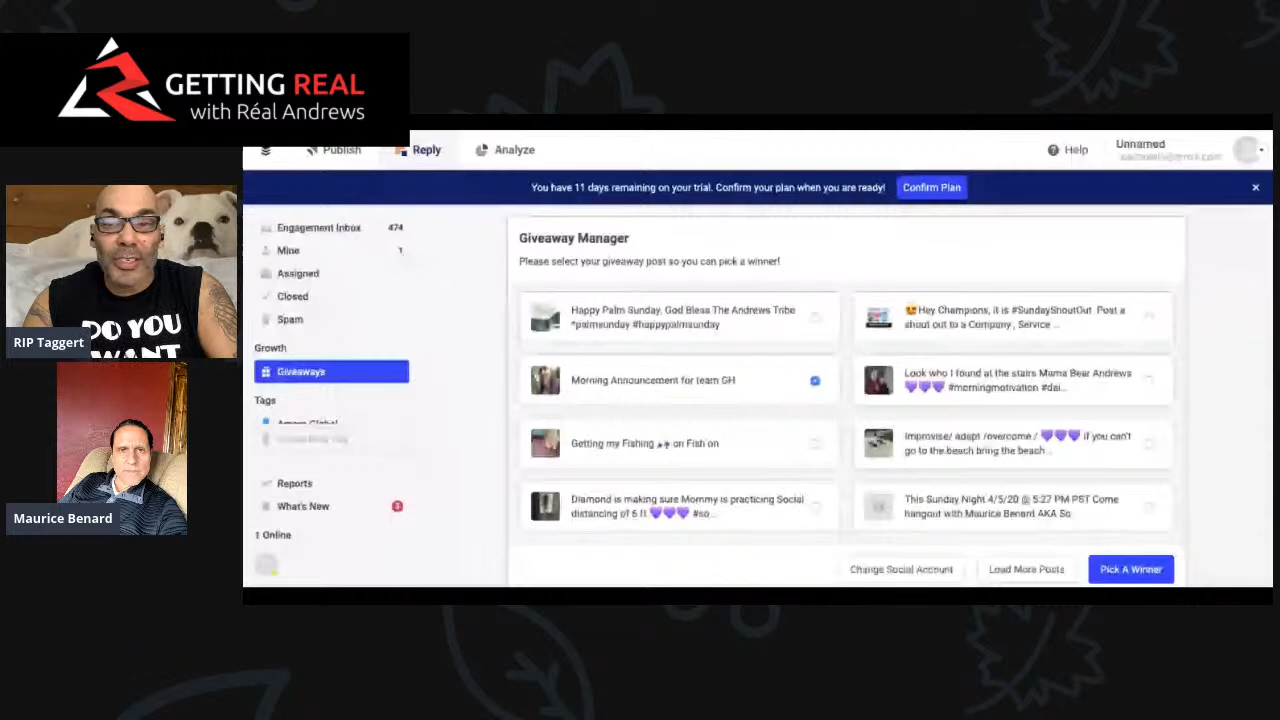 GETTING REAL
with Réal Andrews
RIP Taggert
Maurice Benard
Publish
Reply
Analyze
Help
Unnamed
You have 11 days remaining on your trial. Confirm your plan when you are ready!
Confirm Plan
×
Engagement Inbox 474
Mine 1
Assigned
Closed
Spam
Growth
Giveaways
Tags
Reports
What's New
1 Online
Giveaway Manager
Please select your giveaway post so you can pick a winner!
Happy Palm Sunday, God Bless The Andrews Tribe
Morning Announcement for team GH
Getting my Fishing on Fish on
Diamond is making sure Mommy is practicing Social
distancing of 6 ft 💜💜💜 #so...
🤩Hey Champions, it is #SundayShoutOut Post a
shout out to a Company, Service ...
Look who I found at the stairs Mama Bear Andrews
💜💜💜 #morningmotivation #dai...
Improvise/ adapt /overcome / 💜💜💜 if you can't
go to the beach bring the beach...
This Sunday Night 4/5/20 @ 5:27 PM PST Come
hangout with Maurice Benard AKA So
Change Social Account
Load More Posts
Pick A Winner
DO YOU
WANT